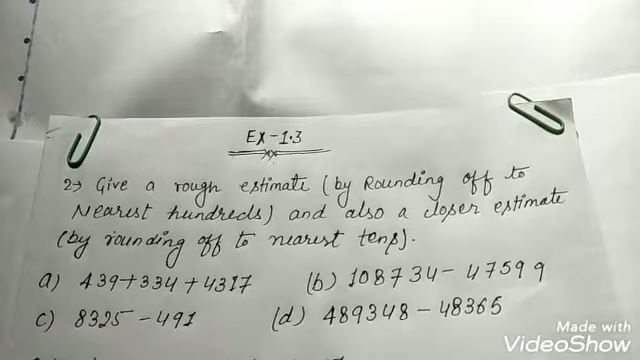 EX-1.3
2→ Give a rough estimate (by Rounding off to
Nearest hundreds) and also a closer estimate
(by rounding off to nearest tens).
a) 439+334+4317 (b) 108734-47599
c) 8325-491 (d) 489348-48365
Made with
VideoShow